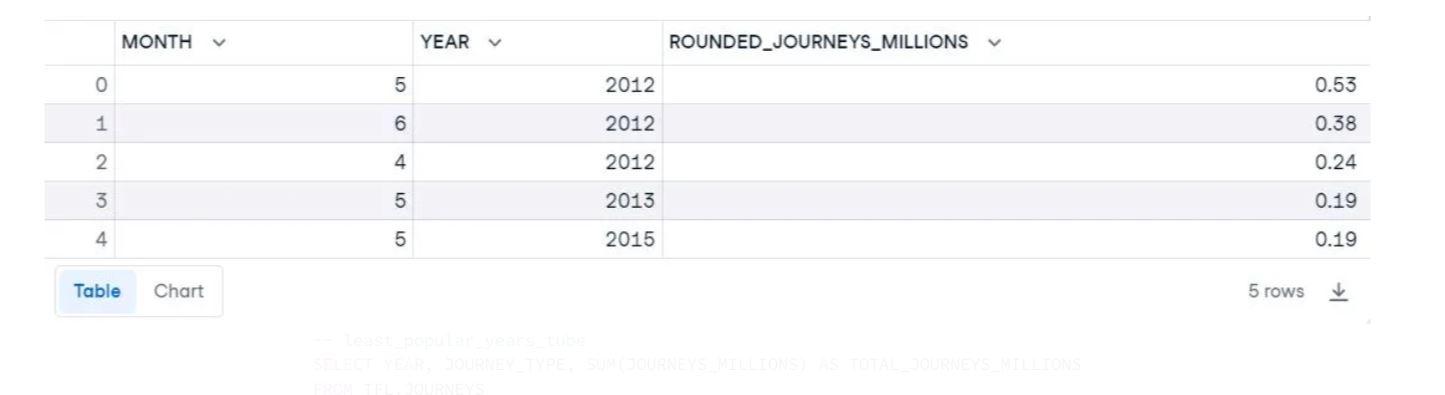 MONTH YEAR ROUNDED_JOURNEYS_MILLIONS
0 5 2012 0.53
1 6 2012 0.38
2 4 2012 0.24
3 5 2013 0.19
4 5 2015 0.19
Table Chart 5 rows
-- least_popular_years_tube
SELECT YEAR, JOURNEY_TYPE, SUM(JOURNEYS_MILLIONS) AS TOTAL_JOURNEYS_MILLIONS
FROM TFL.JOURNEYS